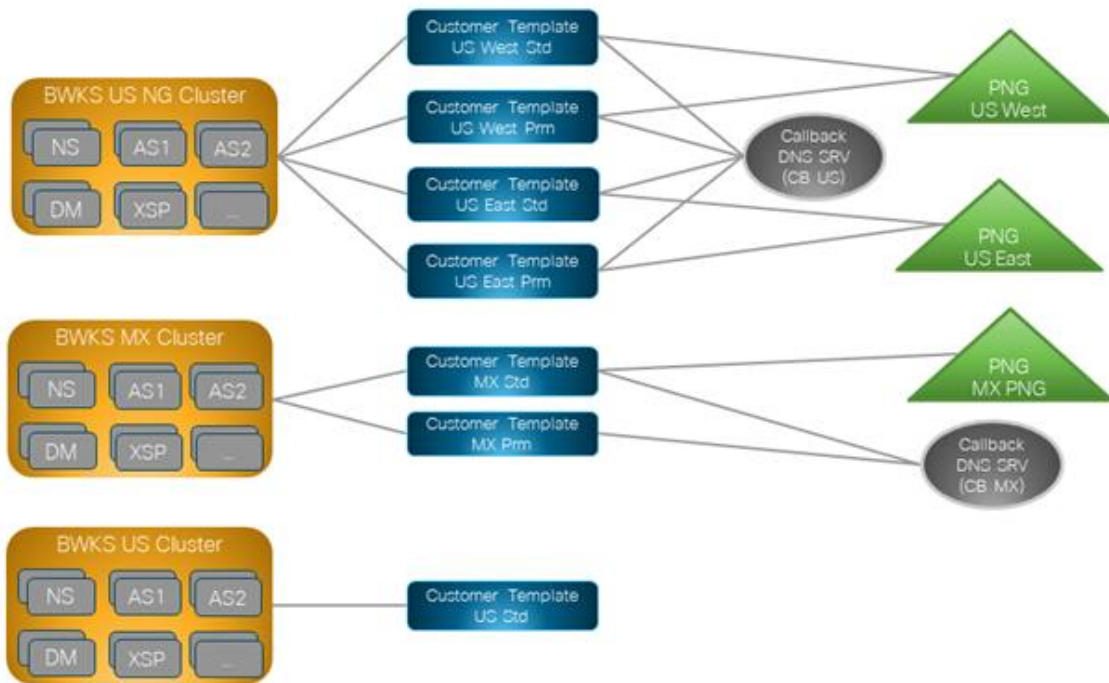 Customer Template
US West Std
BWKS US NG Cluster
NS
AS1
AS2
DM
XSP
...
Customer Template
US West Prm
Customer Template
US East Std
Customer Template
US East Prm
Callback
DNS SRV
(CB US)
PNG
US West
PNG
US East
BWKS MX Cluster
NS
AS1
AS2
DM
XSP
...
Customer Template
MX Std
Customer Template
MX Prm
PNG
MX PNG
Callback
DNS SRV
(CB MX)
BWKS US Cluster
NS
AS1
AS2
DM
XSP
...
Customer Template
US Std